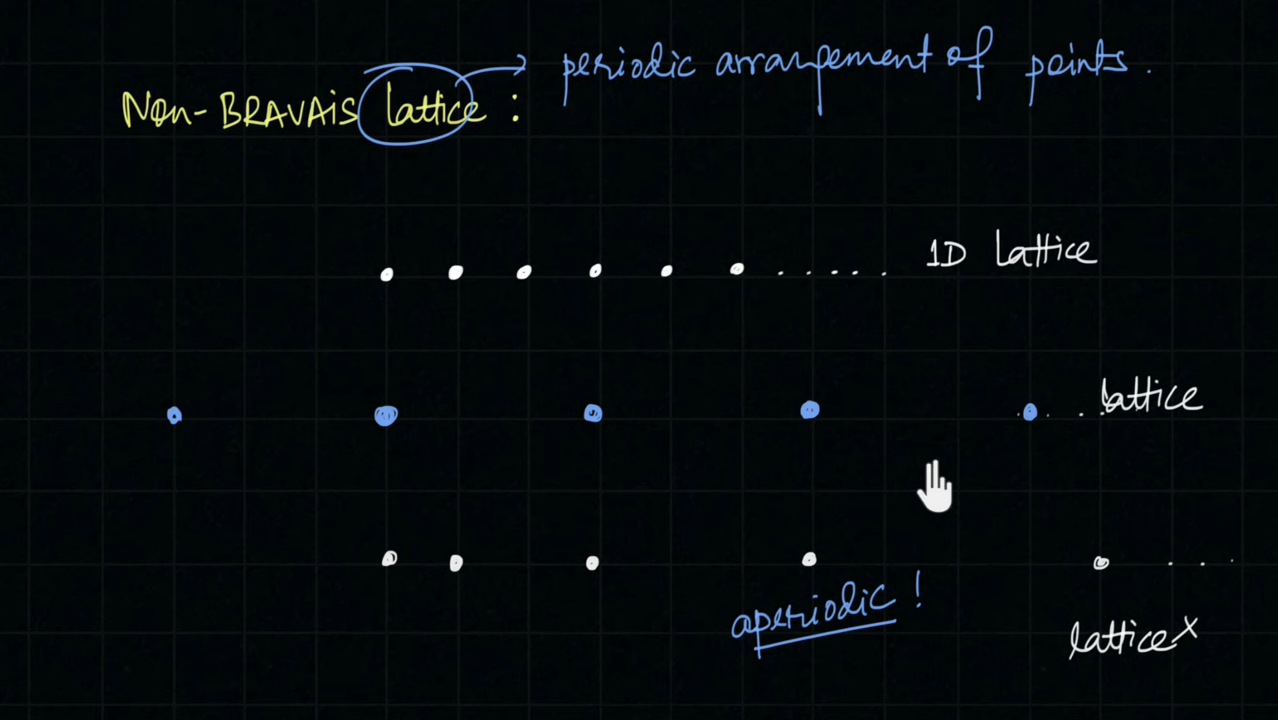 periodic arrangement of points.
Non-BRAVAIS lattice :
1D lattice
lattice
aperiodic !
lattice x